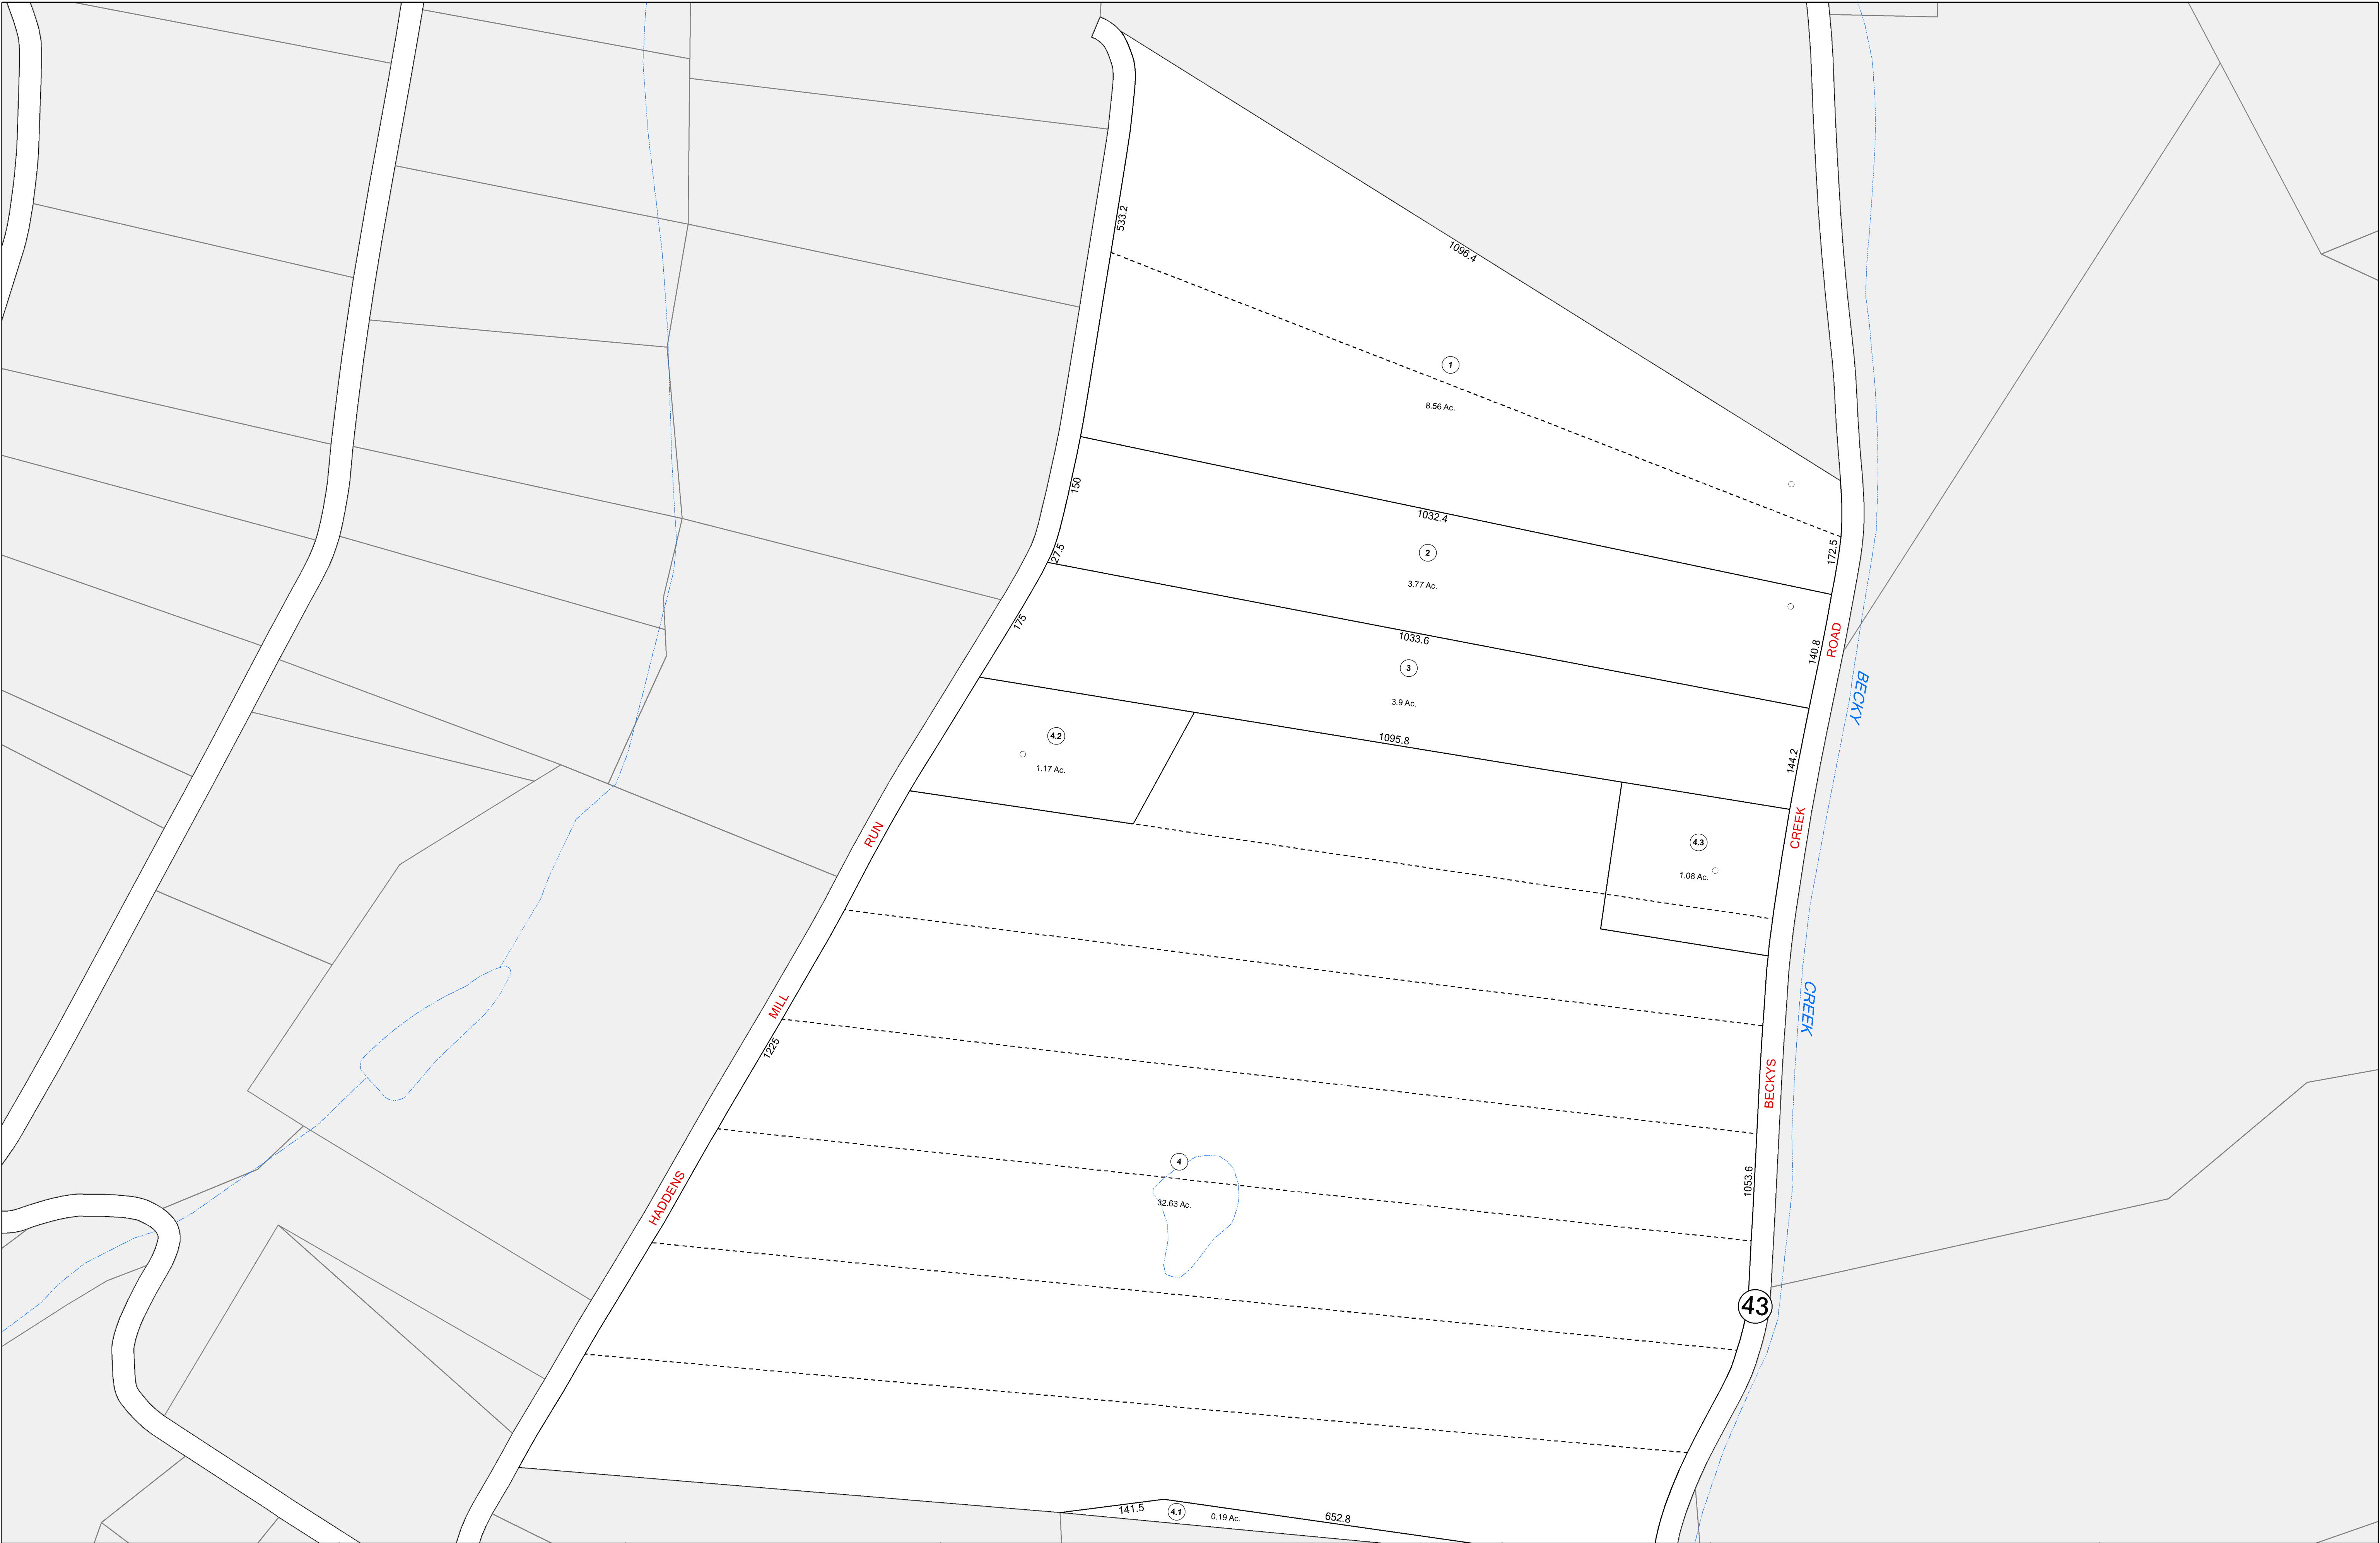 533.2
1096.4
1
8.56 Ac.
150
1032.4
172.5
27.5
2
3.77 Ac.
175
1033.6
140.8
ROAD
3
3.9 Ac.
BECKY
4.2
1.17 Ac.
1095.8
144.2
RUN
CREEK
4.3
1.08 Ac.
MILL
CREEK
1225
BECKYS
4
32.63 Ac.
1053.6
HADDENS
43
141.5
4.1
0.19 Ac.
652.8